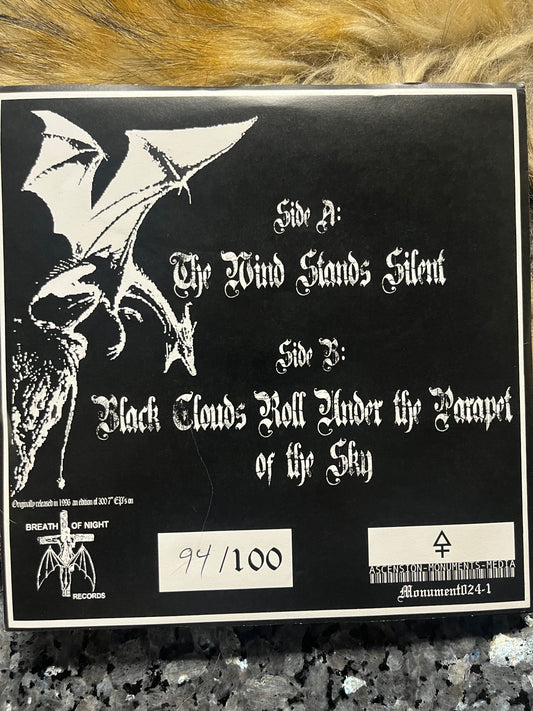 Side A:
The Wind Stands Silent
Side B:
Black Clouds Roll Under the Parapet
of the Sky
Originally released in 1996 an edition of 300 7" EP's on
BREATH OF NIGHT
RECORDS
94/100
ASCENSION-MONUMENTS-MEDIA
Monument024-1